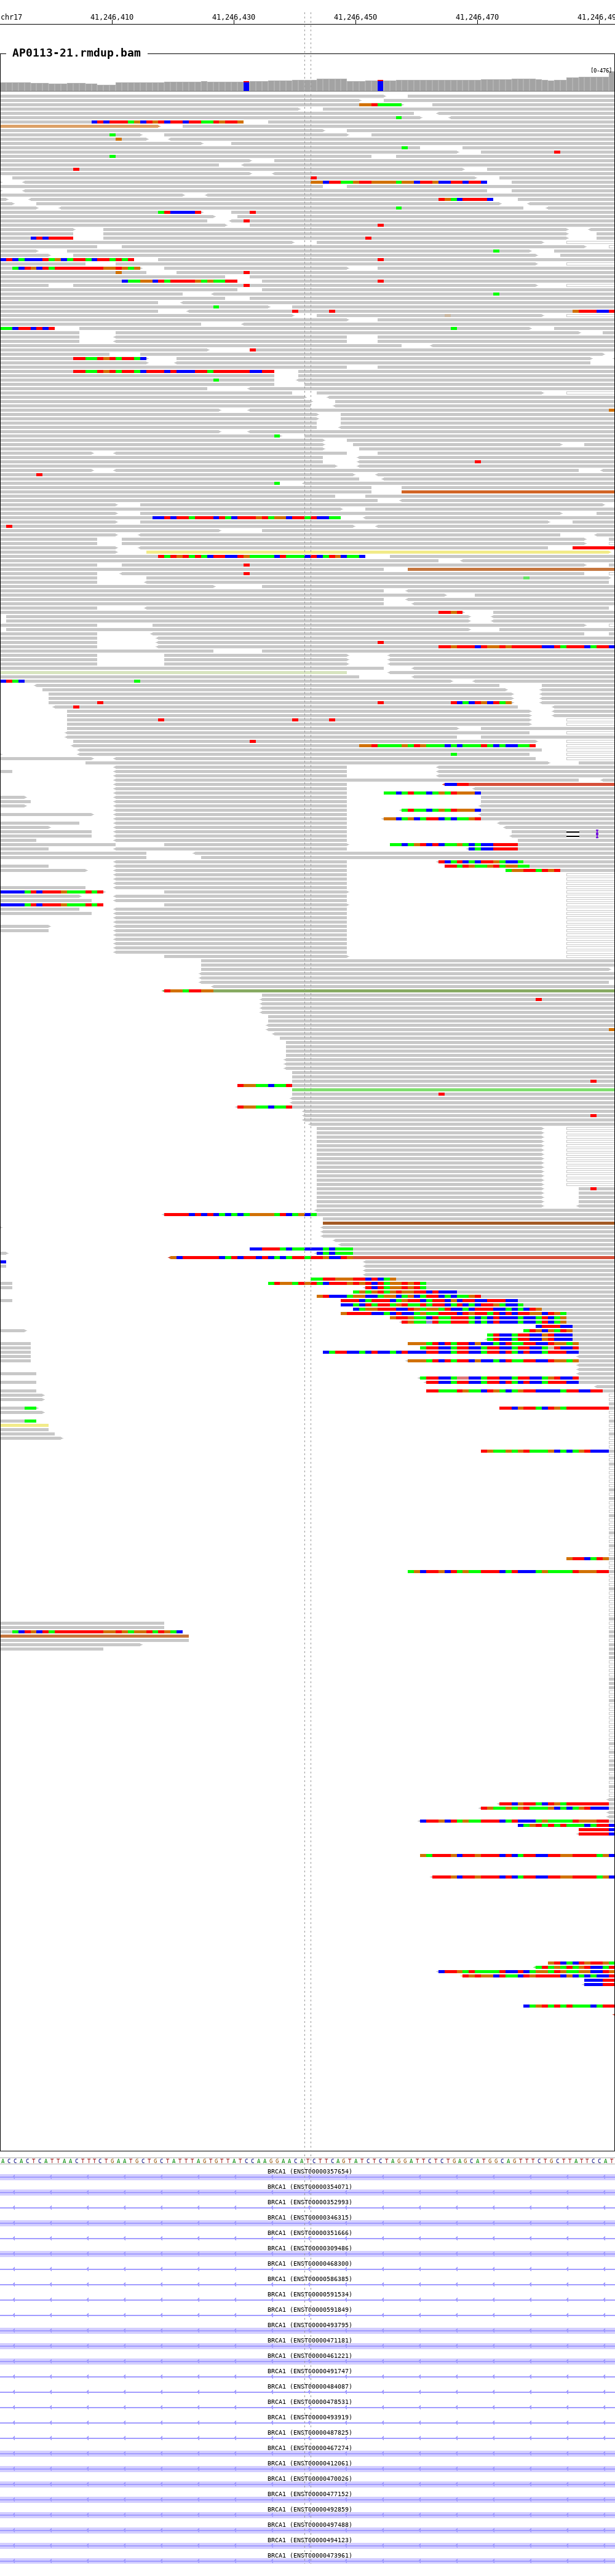 chr17 41,246,410 41,246,430 41,246,450 41,246,470 41,246,49
AP0113-21.rmdup.bam
[0-476]
ACCACTCATTAACTTTCTGAATGCTGCTATTTAGTGTTATCCAAGGAACATCTTCAGTATCTCTAGGATTCTCTGAGCATGGCAGTTTCTGCTTATTCCAT
BRCA1 (ENST00000357654)
BRCA1 (ENST00000354071)
BRCA1 (ENST00000352993)
BRCA1 (ENST00000346315)
BRCA1 (ENST00000351666)
BRCA1 (ENST00000309486)
BRCA1 (ENST00000468300)
BRCA1 (ENST00000586385)
BRCA1 (ENST00000591534)
BRCA1 (ENST00000591849)
BRCA1 (ENST00000493795)
BRCA1 (ENST00000471181)
BRCA1 (ENST00000461221)
BRCA1 (ENST00000491747)
BRCA1 (ENST00000484087)
BRCA1 (ENST00000478531)
BRCA1 (ENST00000493919)
BRCA1 (ENST00000487825)
BRCA1 (ENST00000467274)
BRCA1 (ENST00000412061)
BRCA1 (ENST00000470026)
BRCA1 (ENST00000477152)
BRCA1 (ENST00000492859)
BRCA1 (ENST00000497488)
BRCA1 (ENST00000494123)
BRCA1 (ENST00000473961)